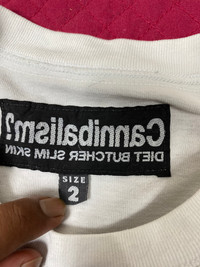 Cannibalism?
DIET BUTCHER SLIM SKIN
SIZE
2